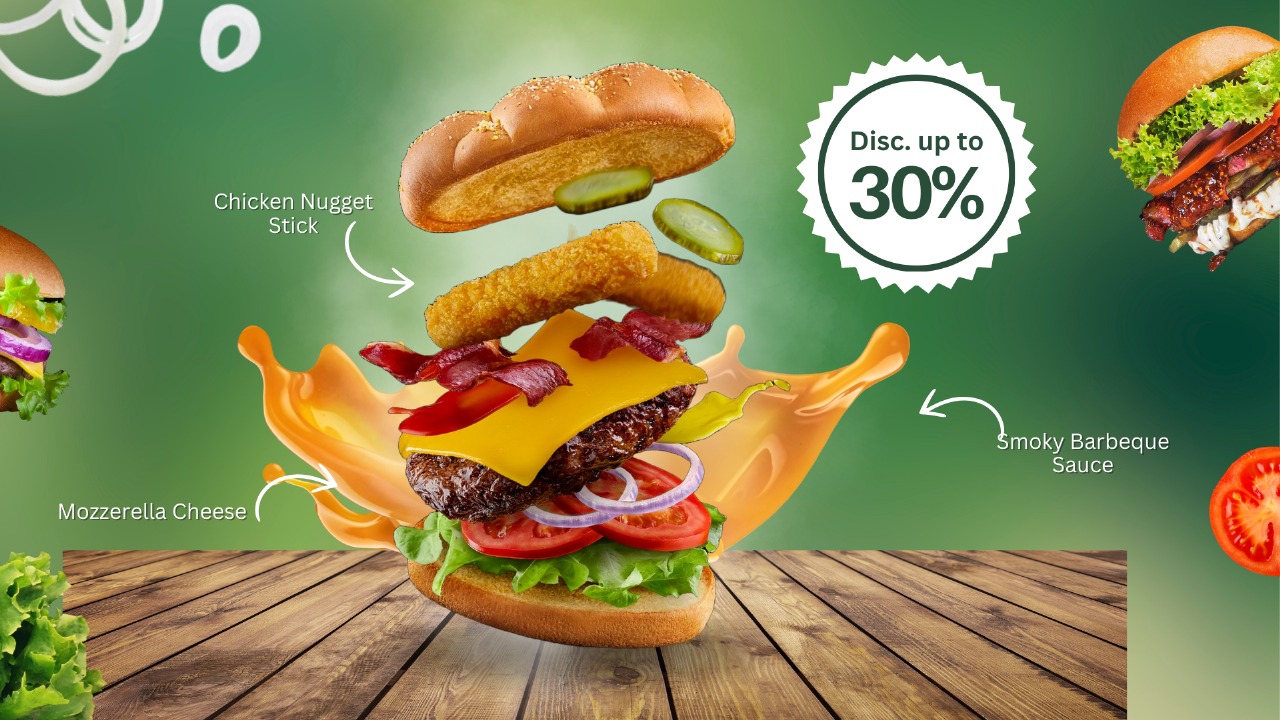 Disc. up to
30%
Chicken Nugget
Stick
Smoky Barbeque
Sauce
Mozzerella Cheese